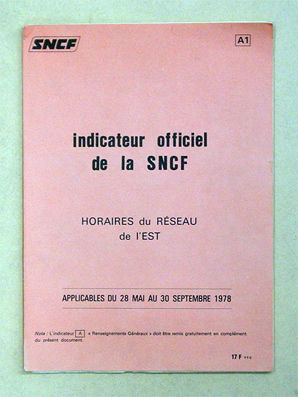 SNCF
A1
indicateur officiel
de la SNCF
HORAIRES du RÉSEAU
de l'EST
APPLICABLES DU 28 MAI AU 30 SEPTEMBRE 1978
Nota : L'indicateur A « Renseignements Généraux » doit être remis gratuitement en complément
du présent document.
17 F